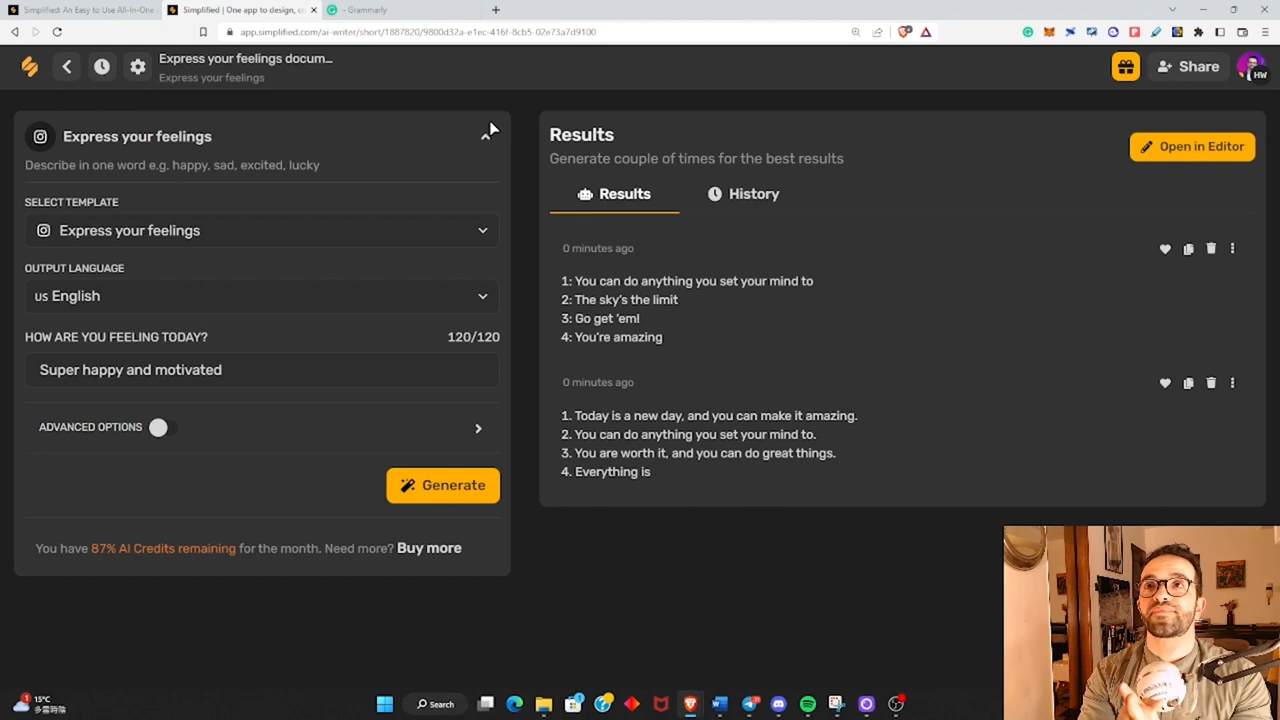 Simplified: An Easy to Use All-In-One
Simplified | One app to design, c
- Grammarly
app.simplified.com/ai-writer/short/1887820/9800d32a-e1ec-416f-8cb5-02e73a7d9100
Express your feelings docum...
Express your feelings
Share
HW
Express your feelings
Describe in one word e.g. happy, sad, excited, lucky
SELECT TEMPLATE
Express your feelings
OUTPUT LANGUAGE
US English
HOW ARE YOU FEELING TODAY? 120/120
Super happy and motivated
ADVANCED OPTIONS
Generate
You have 87% AI Credits remaining for the month. Need more? Buy more
Results
Generate couple of times for the best results
Open in Editor
Results History
0 minutes ago
1: You can do anything you set your mind to
2: The sky's the limit
3: Go get 'em!
4: You're amazing
0 minutes ago
1. Today is a new day, and you can make it amazing.
2. You can do anything you set your mind to.
3. You are worth it, and you can do great things.
4. Everything is
1
15°C
多雲時陰
Search